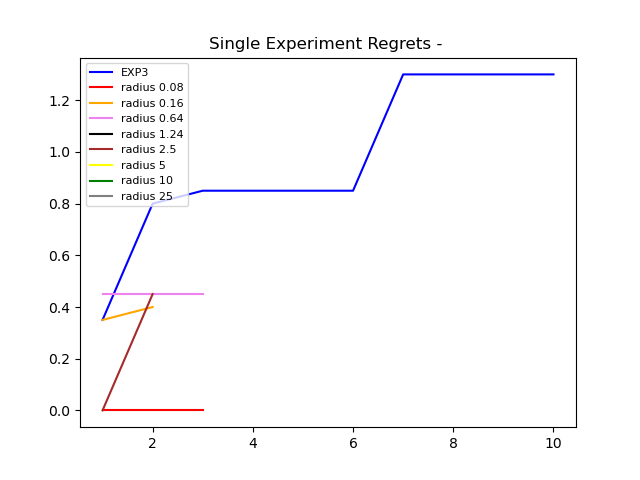 Single Experiment Regrets -
EXP3
radius 0.08
radius 0.16
radius 0.64
radius 1.24
radius 2.5
radius 5
radius 10
radius 25
1.2
1.0
0.8
0.6
0.4
0.2
0.0
2
4
6
8
10